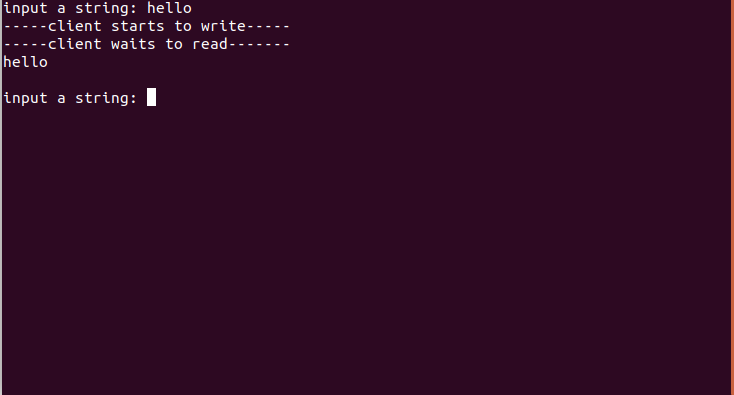 input a string: hello
-----client starts to write-----
-----client waits to read-------
hello
input a string: